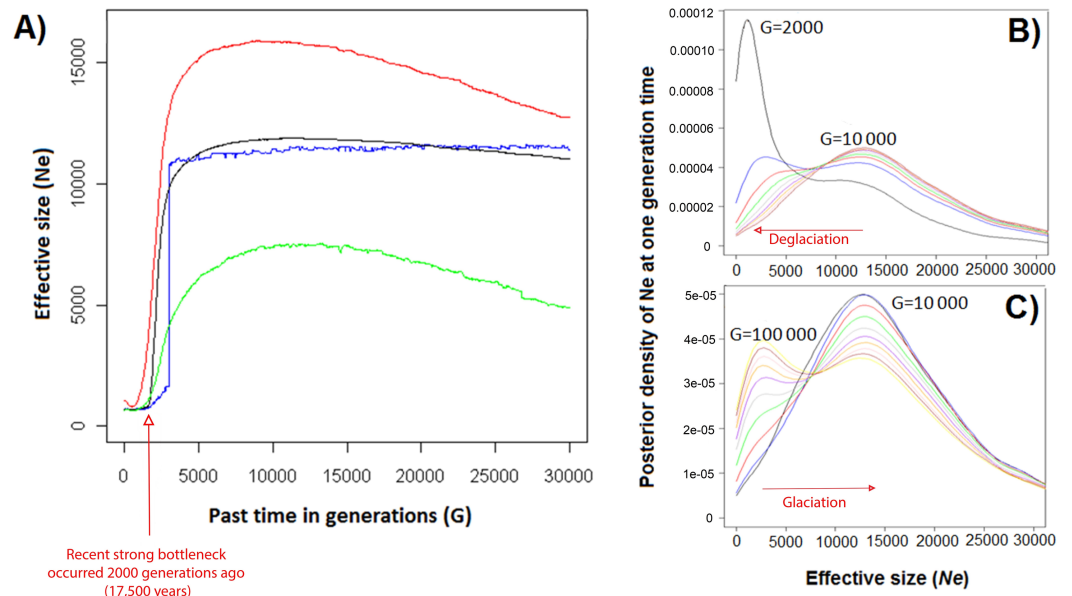 A)
Effective size (Ne)
15000
10000
5000
0
0 5000 10000 15000 20000 25000 30000
Past time in generations (G)
Recent strong bottleneck
occurred 2000 generations ago
(17,500 years)
Posterior density of Ne at one generation time
B)
0.00012
0.00010
0.00008
0.00006
0.00004
0.00002
0
G=2000
G=10 000
Deglaciation
0 5000 10000 15000 20000 25000 30000
C)
5e-05
4e-05
3e-05
2e-05
1e-05
0
G=100 000
G=10 000
Glaciation
0 5000 10000 15000 20000 25000 30000
Effective size (Ne)